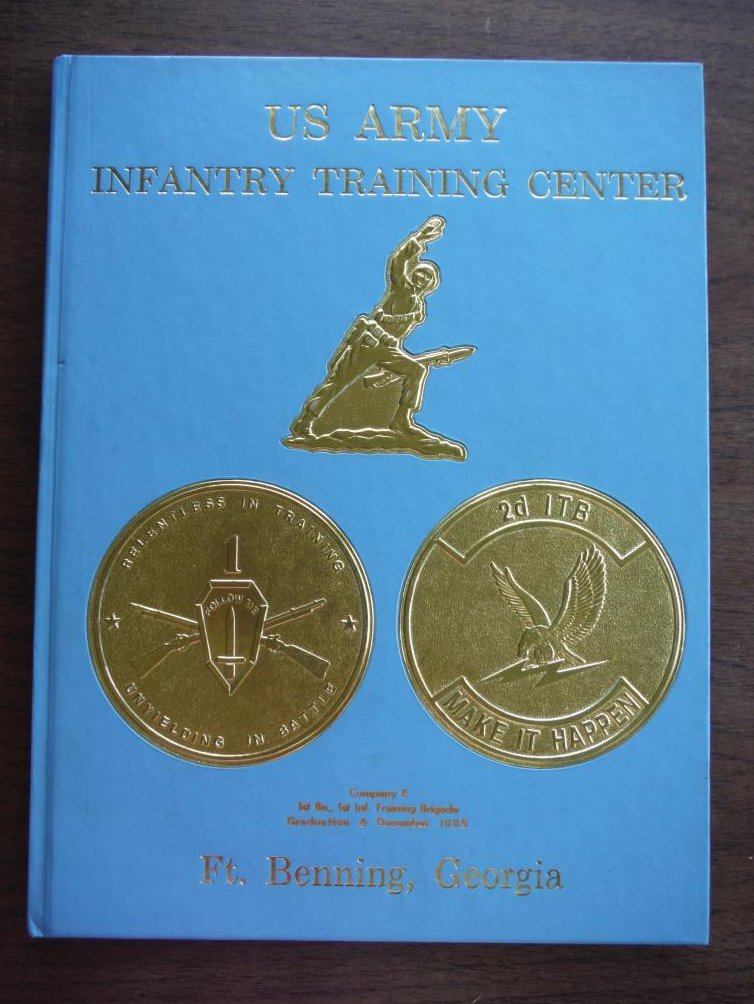 US ARMY
INFANTRY TRAINING CENTER
RELENTLESS IN TRAINING
1
FOLLOW ME
1
UNYIELDING IN BATTLE
2d ITB
MAKE IT HAPPEN
Company
1st Bn., 1st Inf. Training Brigade
Graduation 6 December 1985
Ft. Benning, Georgia